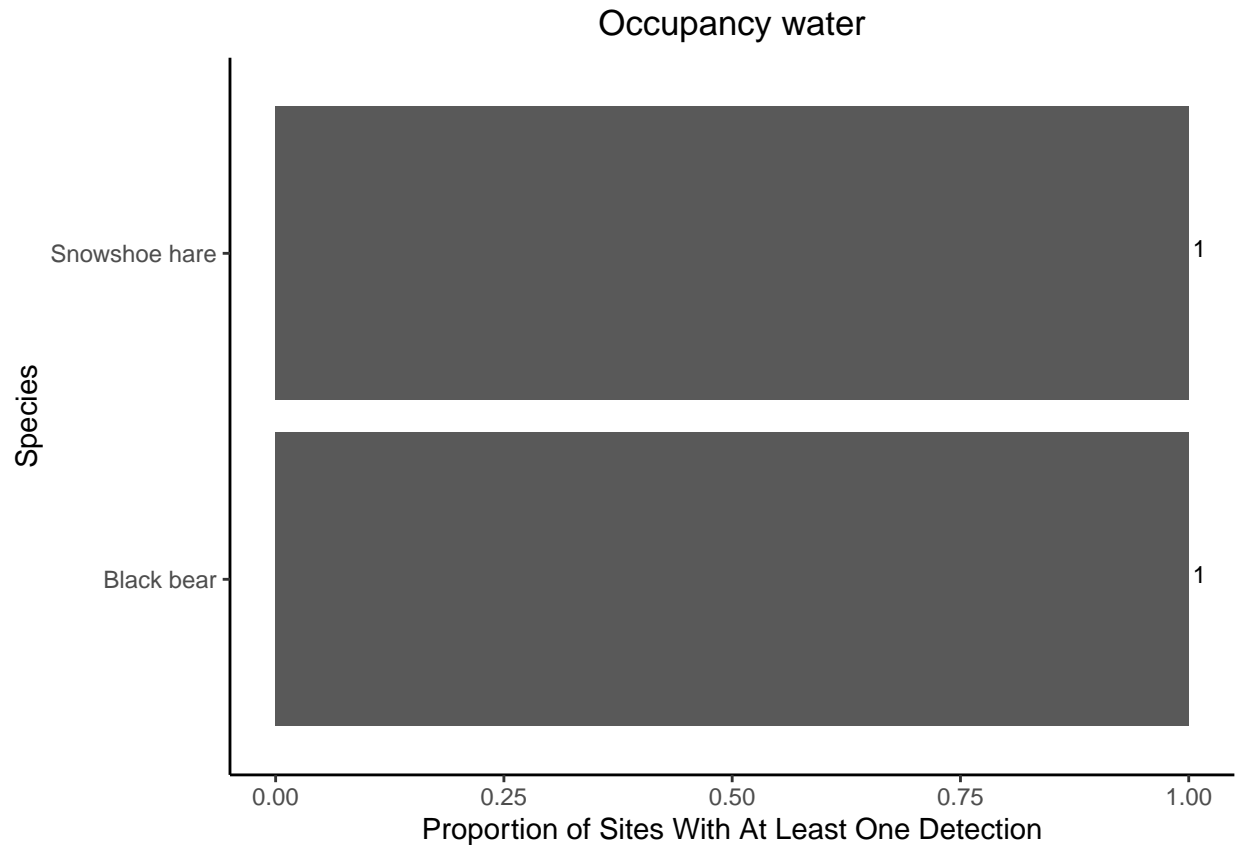 Occupancy water
Species
Snowshoe hare
1
Black bear
1
0.00 0.25 0.50 0.75 1.00
Proportion of Sites With At Least One Detection